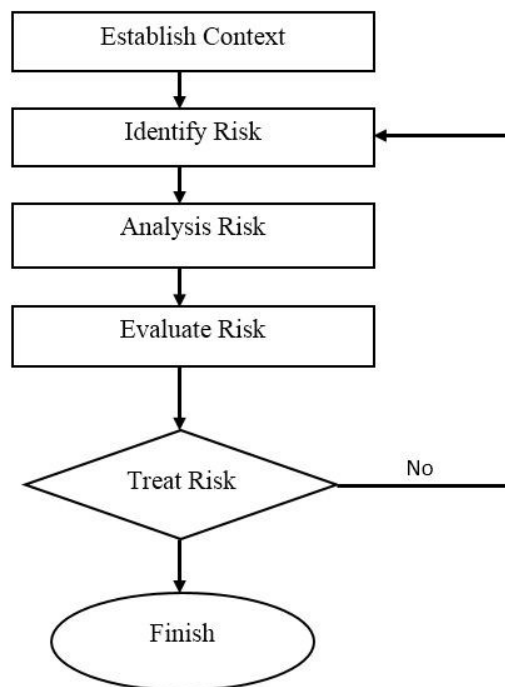 Establish Context
Identify Risk
Analysis Risk
Evaluate Risk
Treat Risk
No
Finish